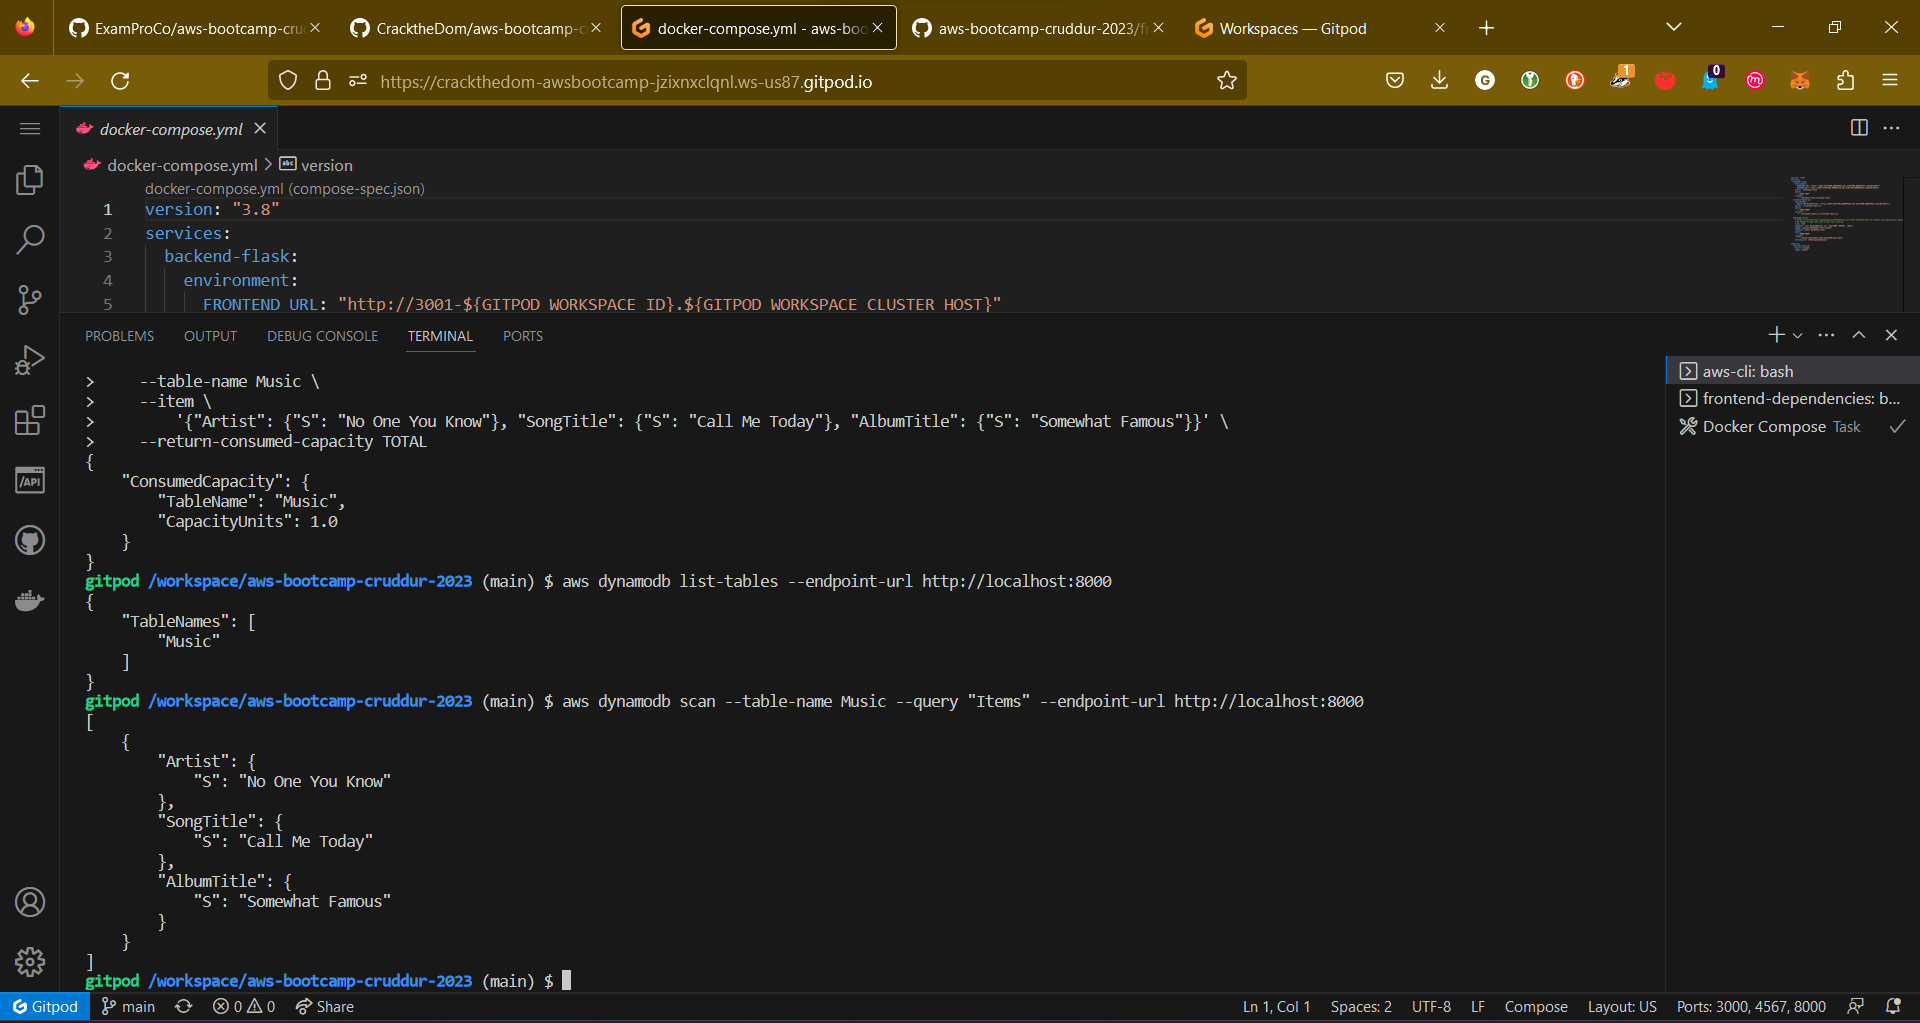 ExamProCo/aws-bootcamp-cru
CracktheDom/aws-bootcamp-c
docker-compose.yml - aws-boo
aws-bootcamp-cruddur-2023/f
Workspaces — Gitpod
https://crackthedom-awsbootcamp-jzixnxclqnl.ws-us87.gitpod.io
1
0
docker-compose.yml
docker-compose.yml > version
docker-compose.yml (compose-spec.json)
1 version: "3.8"
2 services:
3 backend-flask:
4 environment:
5 FRONTEND_URL: "http://3001-${GITPOD_WORKSPACE_ID}.${GITPOD_WORKSPACE_CLUSTER_HOST}"
PROBLEMS OUTPUT DEBUG CONSOLE TERMINAL PORTS
> --table-name Music \
> --item \
> '{"Artist": {"S": "No One You Know"}, "SongTitle": {"S": "Call Me Today"}, "AlbumTitle": {"S": "Somewhat Famous"}}' \
> --return-consumed-capacity TOTAL
{
"ConsumedCapacity": {
"TableName": "Music",
"CapacityUnits": 1.0
}
}
gitpod /workspace/aws-bootcamp-cruddur-2023 (main) $ aws dynamodb list-tables --endpoint-url http://localhost:8000
{
"TableNames": [
"Music"
]
}
gitpod /workspace/aws-bootcamp-cruddur-2023 (main) $ aws dynamodb scan --table-name Music --query "Items" --endpoint-url http://localhost:8000
[
{
"Artist": {
"S": "No One You Know"
},
"SongTitle": {
"S": "Call Me Today"
},
"AlbumTitle": {
"S": "Somewhat Famous"
}
}
]
gitpod /workspace/aws-bootcamp-cruddur-2023 (main) $
aws-cli: bash
frontend-dependencies: b...
Docker Compose Task
/API
Gitpod main 0 0 Share
Ln 1, Col 1 Spaces: 2 UTF-8 LF Compose Layout: US Ports: 3000, 4567, 8000